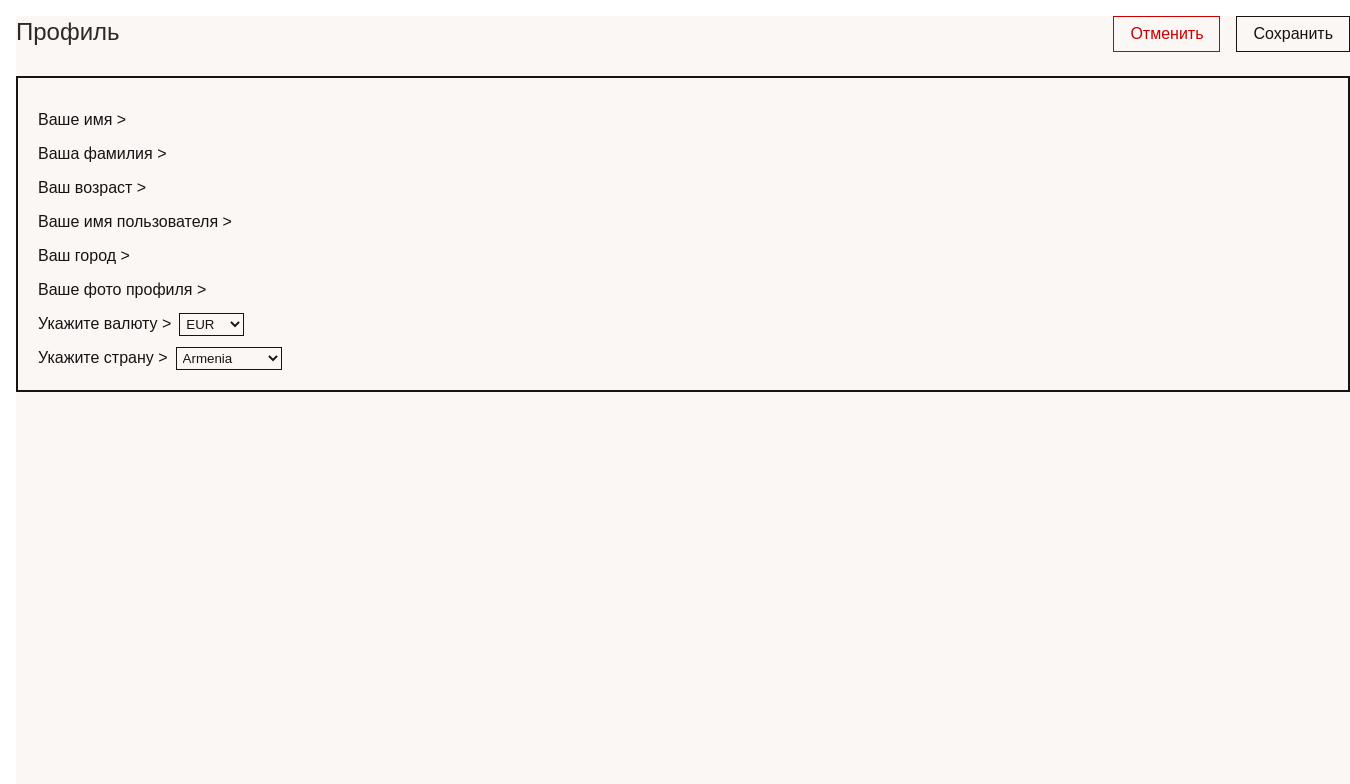 Профиль
Отменить
Сохранить
Ваше имя >
Ваша фамилия >
Ваш возраст >
Ваше имя пользователя >
Ваш город >
Ваше фото профиля >
Укажите валюту > EUR
Укажите страну > Armenia